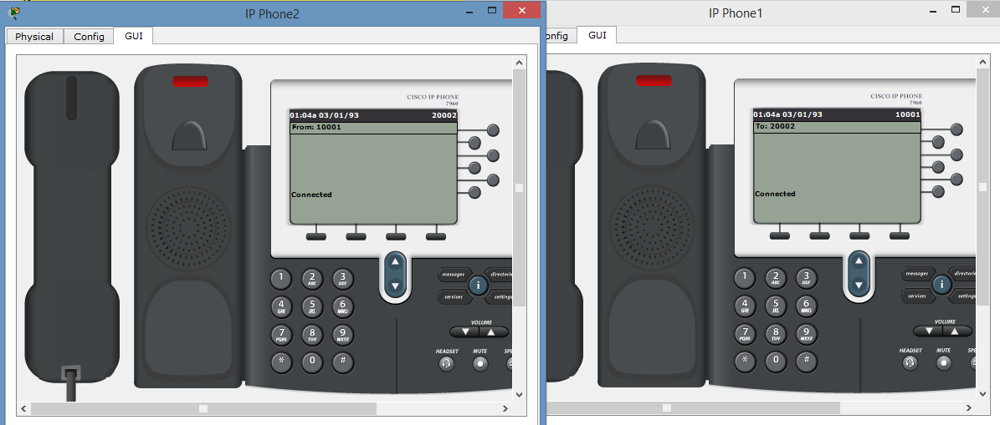 IP Phone2
Physical
Config
GUI
CISCO IP PHONE
7960
01:04a 03/01/93 20002
From: 10001
Connected
1
2
ABC
3
DEF
4
GHI
5
JKL
6
MNO
7
PQRS
8
TUV
9
WXYZ
*
0
#
messages
directories
i
services
settings
VOLUME
HEADSET
MUTE
SPE
IP Phone1
onfig
GUI
CISCO IP PHONE
7960
01:04a 03/01/93 10001
To: 20002
Connected
1
2
ABC
3
DEF
4
GHI
5
JKL
6
MNO
7
PQRS
8
TUV
9
WXYZ
*
0
#
messages
directorie
i
services
setting
VOLUME
HEADSET
MUTE
SP